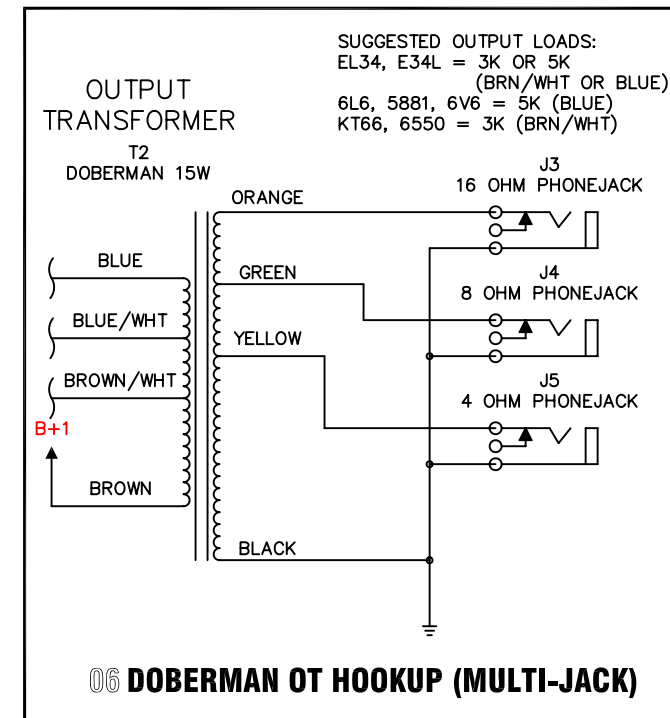 SUGGESTED OUTPUT LOADS:
EL34, E34L = 3K OR 5K
(BRN/WHT OR BLUE)
6L6, 5881, 6V6 = 5K (BLUE)
KT66, 6550 = 3K (BRN/WHT)
OUTPUT
TRANSFORMER
T2
DOBERMAN 15W
J3
16 OHM PHONEJACK
ORANGE
BLUE
GREEN
J4
8 OHM PHONEJACK
BLUE/WHT
YELLOW
BROWN/WHT
J5
4 OHM PHONEJACK
B+1
BROWN
BLACK
06 DOBERMAN OT HOOKUP (MULTI-JACK)